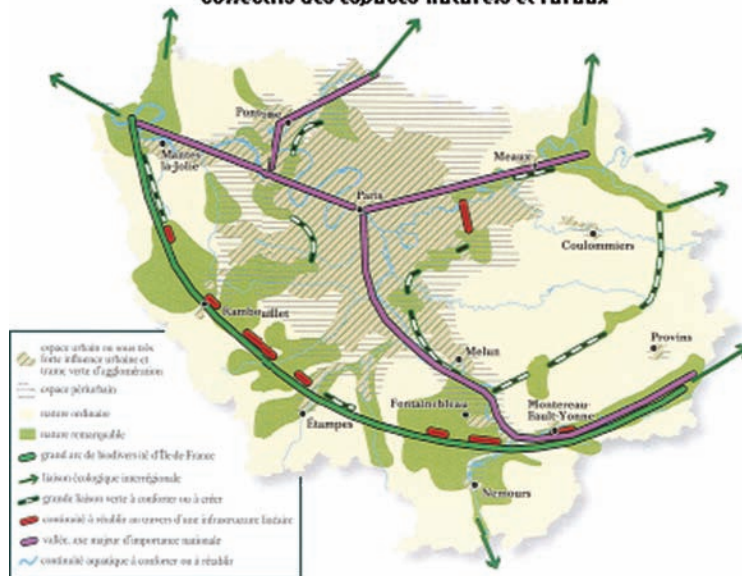 collectifs des espaces naturels et ruraux
Pontoise
Mantes
la-Jolie
Meaux
Paris
Coulommiers
Rambouillet
Provins
Melun
Fontainebleau
Montereau-
Fault-Yonne
Étampes
Nemours
espace urbain ou sous très
forte influence urbaine et
trame verte d'agglomération
espace périurbain
nature ordinaire
nature remarquable
grand arc de biodiversité d'Île-de-France
liaison écologique interrégionale
grande liaison verte à conforter ou à créer
continuité à rétablir au travers d'une infrastructure linéaire
vallée, axe majeur d'importance nationale
continuité aquatique à conforter ou à rétablir